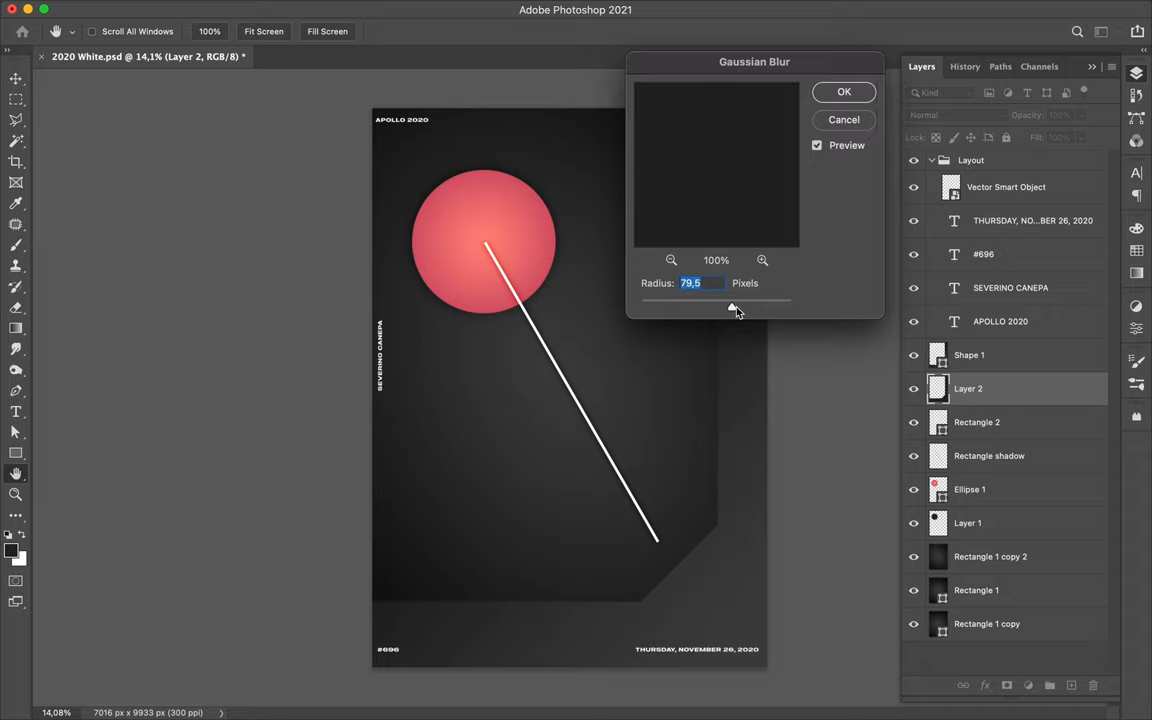 Adobe Photoshop 2021
Scroll All Windows
100%
Fit Screen
Fill Screen
2020 White.psd @ 14,1% (Layer 2, RGB/8) *
Gaussian Blur
OK
Cancel
Preview
100%
Radius: 79,5 Pixels
APOLLO 2020
SEVERINO CANEPA
#696
THURSDAY, NOVEMBER 26, 2020
Layers
History
Paths
Channels
Kind
Normal
Opacity: 100%
Lock:
Fill: 100%
Layout
Vector Smart Object
THURSDAY, NO...BER 26, 2020
#696
SEVERINO CANEPA
APOLLO 2020
Shape 1
Layer 2
Rectangle 2
Rectangle shadow
Ellipse 1
Layer 1
Rectangle 1 copy 2
Rectangle 1
Rectangle 1 copy
14,08%
7016 px x 9933 px (300 ppi)